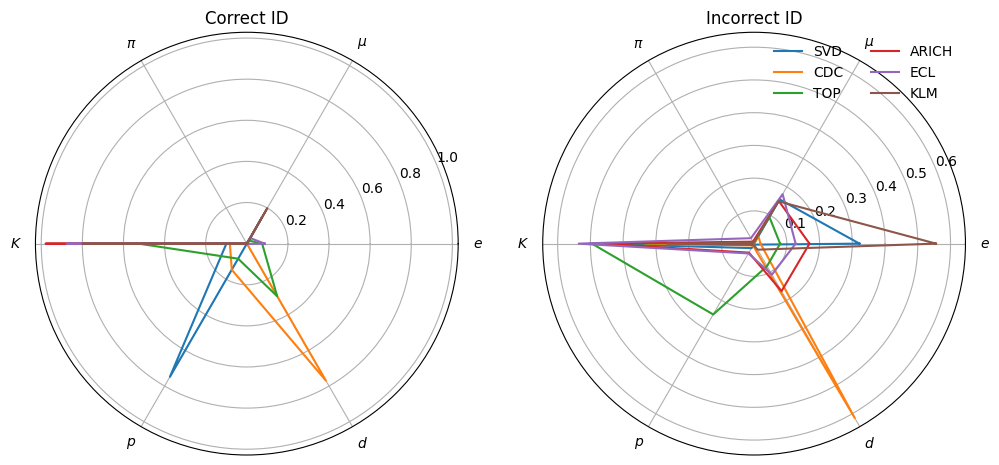 Correct ID
π
μ
K
e
p
d
0.2
0.4
0.6
0.8
1.0
Incorrect ID
π
μ
K
e
p
d
0.1
0.2
0.3
0.4
0.5
0.6
SVD
CDC
TOP
ARICH
ECL
KLM